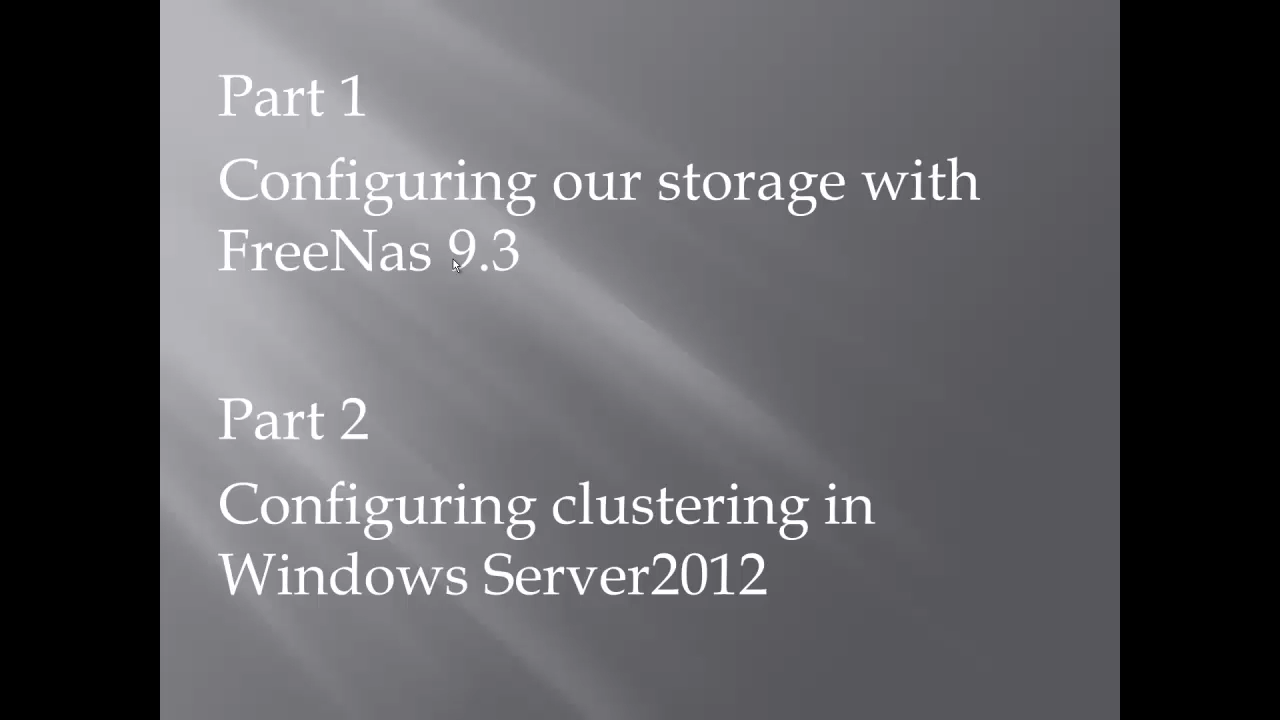 Part 1
Configuring our storage with
FreeNas 9.3
Part 2
Configuring clustering in
Windows Server2012